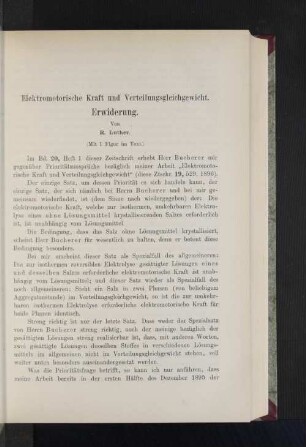 Elektromotorische Kraft und Verteilungsgleichgewicht.
Erwiderung.
Von
R. Luther.
(Mit 1 Figur im Text.)
Im Bd. 20, Heft 1 dieser Zeitschrift erhebt Herr Bucherer mir
gegenüber Prioritätsansprüche bezüglich meiner Arbeit „Elektromoto-
rische Kraft und Verteilungsgleichgewicht“ (diese Ztschr. 19, 529. 1896).
Der einzige Satz, um dessen Priorität es sich handeln kann, der
einzige Satz, der sich nämlich bei Herrn Bucherer und bei mir ge-
meinsam wiederfindet, ist (dem Sinne nach wiedergegeben) der: Die
elektromotorische Kraft, welche zur isothermen, umkehrbaren Elektro-
lyse eines ohne Lösungsmittel krystallisierenden Salzes erforderlich
ist, ist unabhängig vom Lösungsmittel.
Die Bedingung, dass das Salz ohne Lösungsmittel krystallisiert,
scheint Herr Bucherer für wesentlich zu halten, denn er betont diese
Bedingung besonders.
Bei mir erscheint dieser Satz als Specialfall des allgemeineren:
Die zur isothermen, umkehrbaren Elektrolyse gesättigter Lösungen eines
und desselben Salzes erforderliche elektromotorische Kraft ist unab-
hängig vom Lösungsmittel; und dieser Satz wieder als Specialfall des
noch allgemeineren: Steht ein Salz in zwei Phasen (von beliebigen
Aggregatzustande) im Verteilungsgleichgewicht, so ist die zur umkehr-
baren isothermen Elektrolyse erforderliche elektromotorische Kraft für
beide Phasen identisch.
Streng richtig ist nur der letzte Satz. Dass weder der Specialsatz
von Herrn Bucherer streng richtig, noch der meinige bezüglich der
gesättigten Lösungen streng realisierbar ist, dass, mit anderen Worten,
zwei gesättigte Lösungen desselben Stoffes in verschiedenen Lösungs-
mitteln im allgemeinen nicht im Verteilungsgleichgewicht stehen, will
weiter unten besonders auseinandergesetzt werden.
Was die Prioritätsfrage betrifft, so kann ich nur anführen, dass
meine Arbeit bereits in der ersten Hälfte des Dezember 1895 der